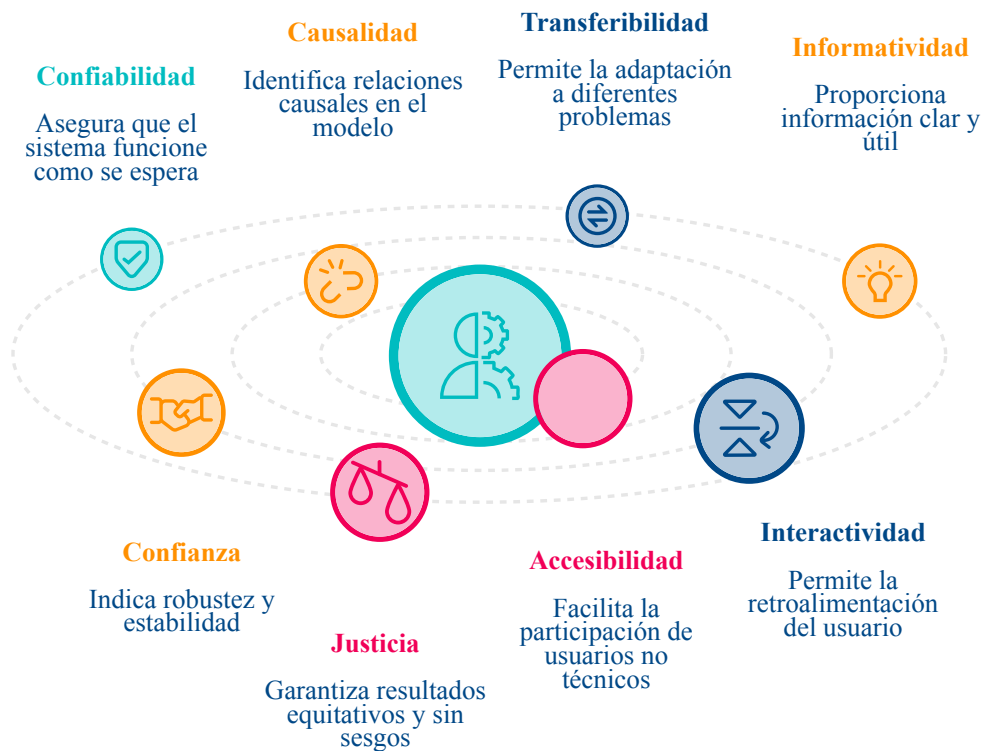 Confiabilidad
Asegura que el
sistema funcione
como se espera
Causalidad
Identifica relaciones
causales en el
modelo
Transferibilidad
Permite la adaptación
a diferentes
problemas
Informatividad
Proporciona
información clar y
útil
Confianza
Indica robustez y
estabilidad
Justicia
Garantiza resultados
equitativos y sin
sesgos
Accesibilidad
Facilita la
participación de
usuarios no
técnicos
Interactividad
Permite la
retroalimentación
del usuario